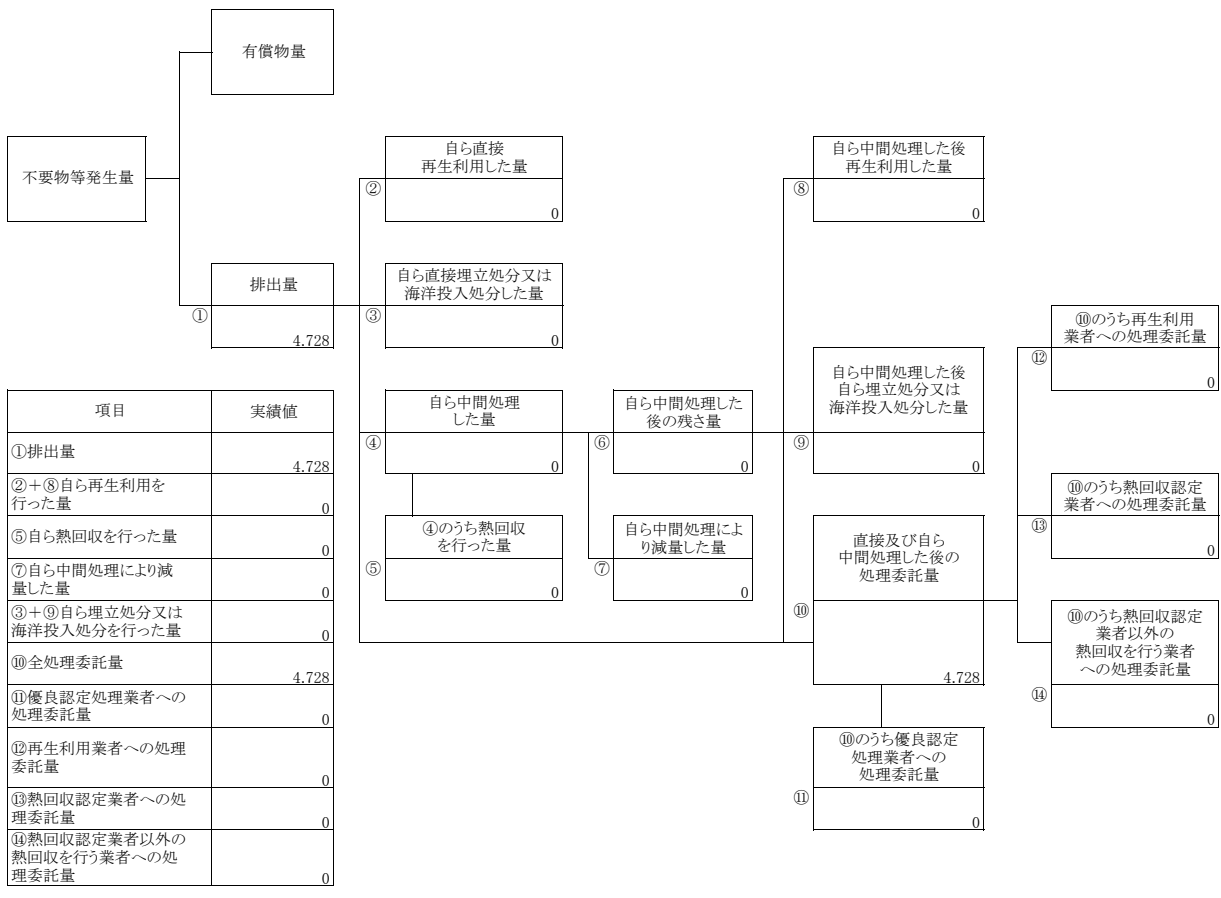 有償物量
不要物等発生量
排出量
①
4.728
自ら直接
再生利用した量
②
0
自ら直接埋立処分又は
海洋投入処分した量
③
0
自ら中間処理
した量
④
0
④のうち熱回収
を行った量
⑤
0
自ら中間処理した
後の残さ量
⑥
0
自ら中間処理によ
り減量した量
⑦
0
自ら中間処理した後
再生利用した量
⑧
0
自ら中間処理した後
自ら埋立処分又は
海洋投入処分した量
⑨
0
直接及び自ら
中間処理した後の
処理委託量
⑩
4.728
⑩のうち優良認定
処理業者への
処理委託量
⑪
0
⑩のうち再生利用
業者への処理委託量
⑫
0
⑩のうち熱回収認定
業者への処理委託量
⑬
0
⑩のうち熱回収認定
業者以外の
熱回収を行う業者
への処理委託量
⑭
0
項目 実績値
①排出量
4.728
②＋⑧自ら再生利用を
行った量
0
⑤自ら熱回収を行った量
0
⑦自ら中間処理により減
量した量
0
③＋⑨自ら埋立処分又は
海洋投入処分を行った量
0
⑩全処理委託量
4.728
⑪優良認定処理業者への
処理委託量
0
⑫再生利用業者への処理
委託量
0
⑬熱回収認定業者への処
理委託量
0
⑭熱回収認定業者以外の
熱回収を行う業者への処
理委託量
0